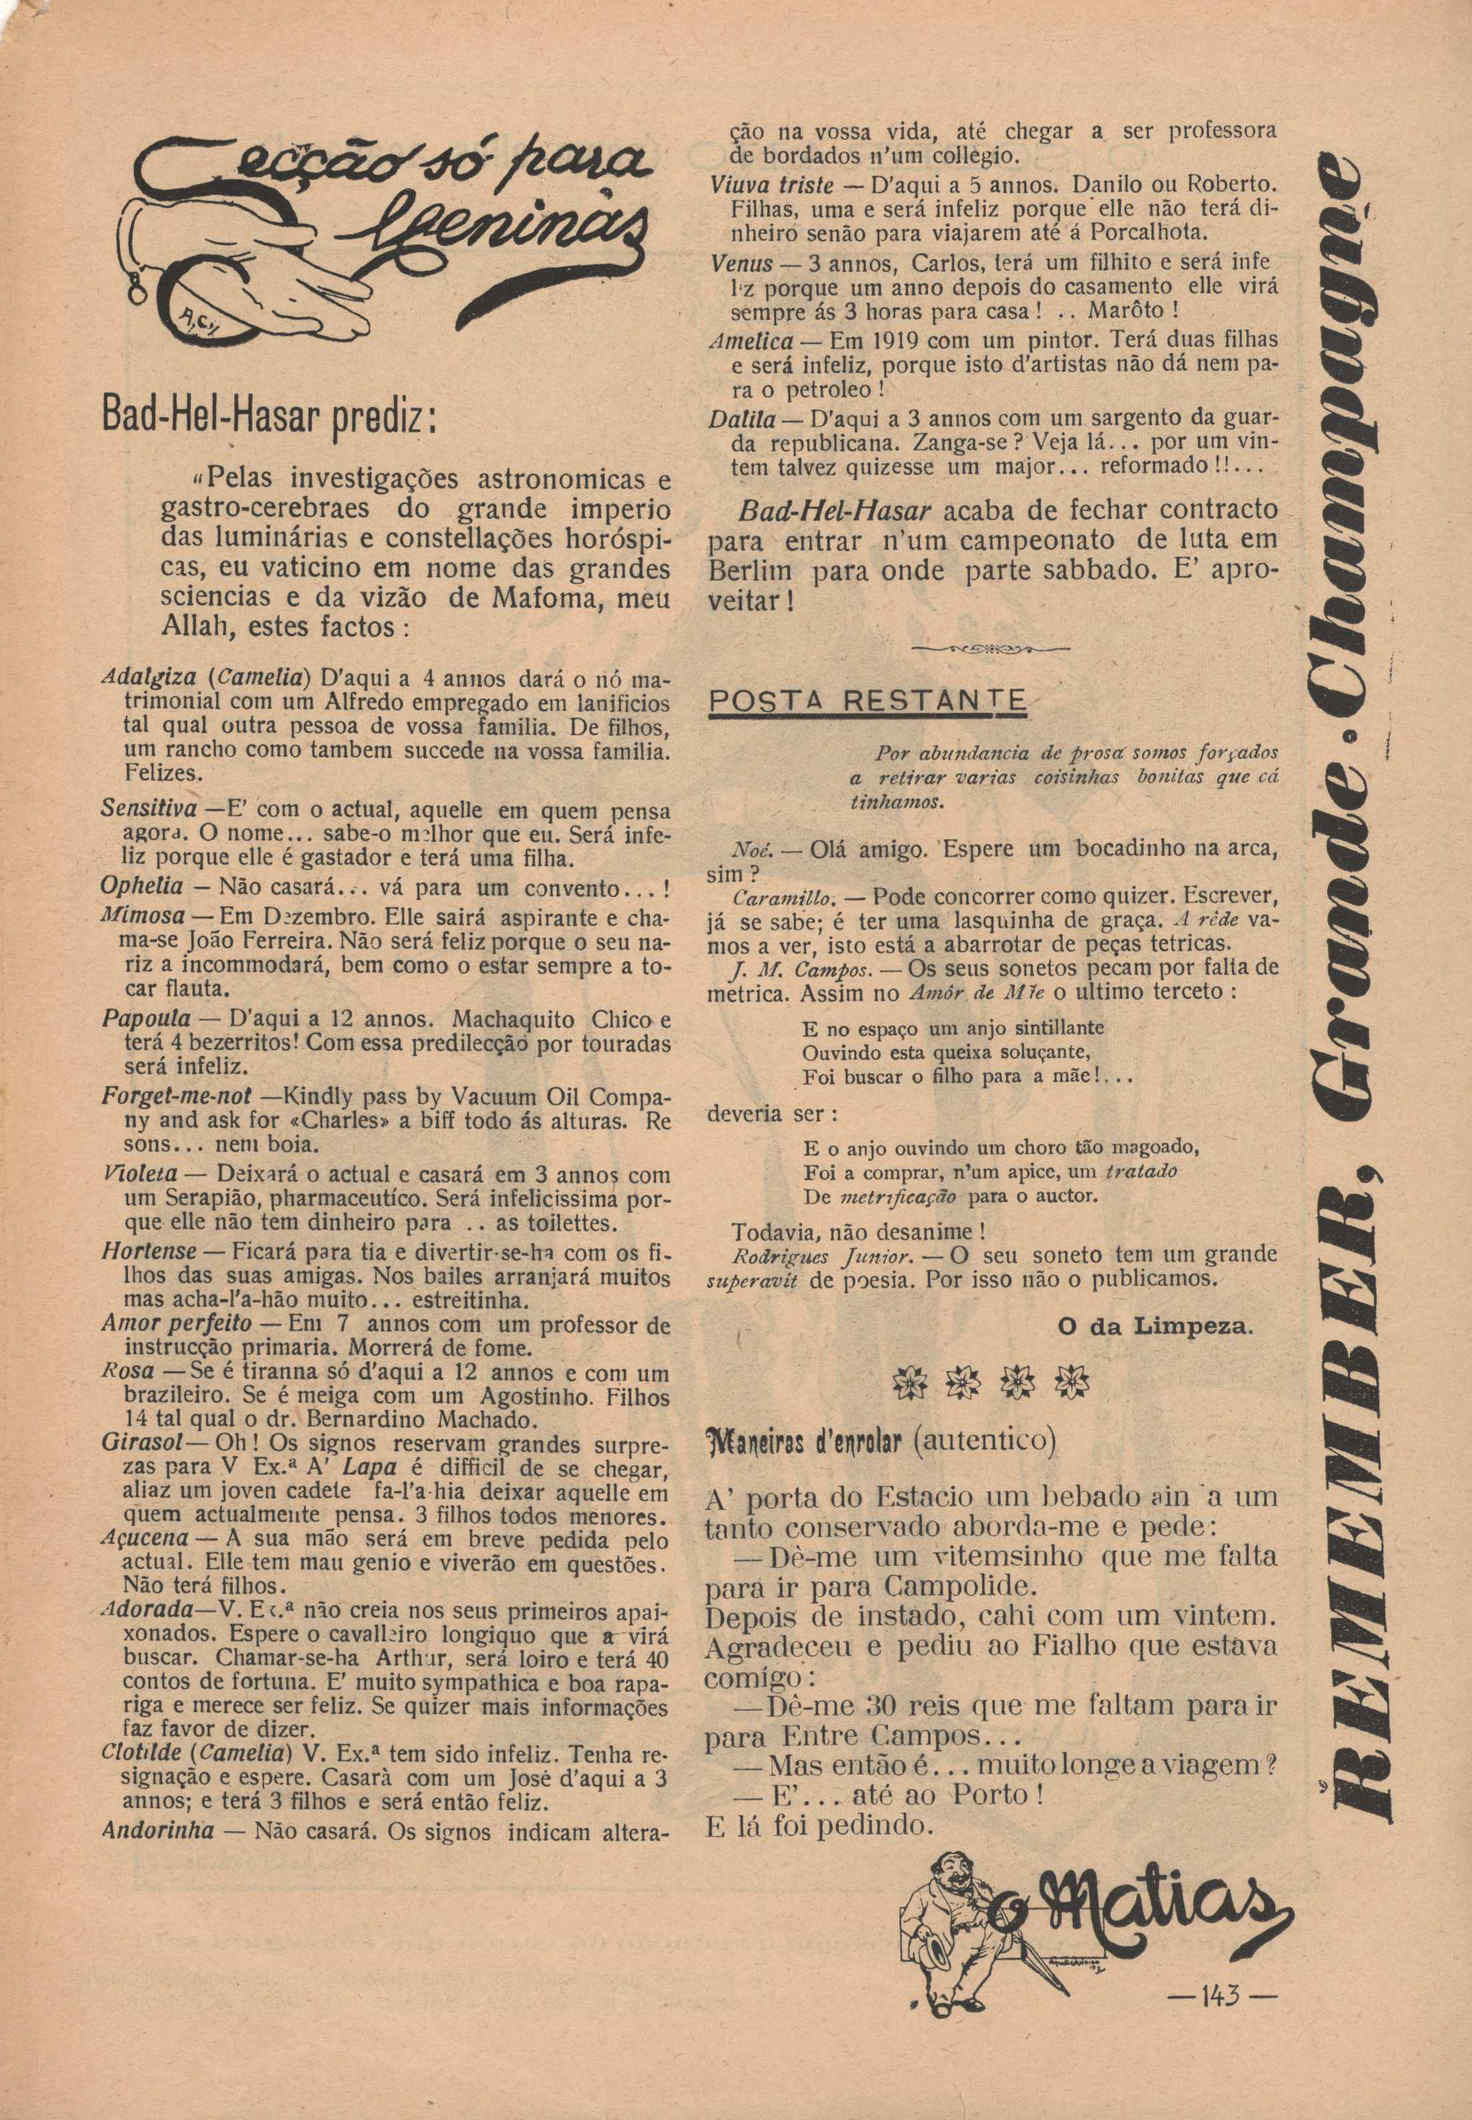 Secção só para
Meninas
A. C.
Bad-Hel-Hasar prediz:
«Pelas investigações astronomicas e
gastro-cerebraes do grande imperio
das luminárias e constellações horóspi-
cas, eu vaticino em nome das grandes
sciencias e da vizão de Mafoma, meu
Allah, estes factos :
Adalgiza (Camelia) D'aqui a 4 annos dará o nó ma-
trimonial com um Alfredo empregado em lanificios
tal qual outra pessoa de vossa familia. De filhos,
um rancho como tambem succede na vossa familia.
Felizes.
Sensitiva —E' com o actual, aquelle em quem pensa
agora. O nome... sabe-o melhor que eu. Será infe-
liz porque elle é gastador e terá uma filha.
Ophelia — Não casará... vá para um convento...!
Mimosa — Em Dezembro. Elle sairá aspirante e cha-
ma-se João Ferreira. Não será feliz porque o seu na-
riz a incommodará, bem como o estar sempre a to-
car flauta.
Papoula — D'aqui a 12 annos. Machaquito Chico e
terá 4 bezerritos! Com essa predilecção por touradas
será infeliz.
Forget-me-not —Kindly pass by Vacuum Oil Compa-
ny and ask for «Charles» a biff todo ás alturas. Re
sons... nem boia.
Violeta — Deixará o actual e casará em 3 annos com
um Serapião, pharmaceutico. Será infelicissima por-
que elle não tem dinheiro para .. as toilettes.
Hortense — Ficará para tia e divertir-se-ha com os fi-
lhos das suas amigas. Nos bailes arranjará muitos
mas acha-l'a-hão muito... estreitinha.
Amor perfeito — Em 7 annos com um professor de
instrucção primaria. Morrerá de fome.
Rosa — Se é tiranna só d'aqui a 12 annos e com um
brazileiro. Se é meiga com um Agostinho. Filhos
14 tal qual o dr. Bernardino Machado.
Girasol— Oh! Os signos reservam grandes surpre-
zas para V Ex.ª A' Lapa é difficil de se chegar,
aliaz um joven cadete fa-l'a-hia deixar aquelle em
quem actualmente pensa. 3 filhos todos menores.
Açucena — A sua mão será em breve pedida pelo
actual. Elle tem mau genio e viverão em questões.
Não terá filhos.
Adorada—V. Ex.ª não creia nos seus primeiros apai-
xonados. Espere o cavalleiro longiquo que a virá
buscar. Chamar-se-ha Arthur, será loiro e terá 40
contos de fortuna. E' muito sympathica e boa rapa-
riga e merece ser feliz. Se quizer mais informações
faz favor de dizer.
Clotilde (Camelia) V. Ex.ª tem sido infeliz. Tenha re-
signação e espere. Casarà com um José d'aqui a 3
annos; e terá 3 filhos e será então feliz.
Andorinha — Não casará. Os signos indicam altera-
ção na vossa vida, até chegar a ser professora
de bordados n'um collegio.
Viuva triste — D'aqui a 5 annos. Danilo ou Roberto.
Filhas, uma e será infeliz porque elle não terá di-
nheiro senão para viajarem até á Porcalhota.
Venus — 3 annos, Carlos, terá um filhito e será infe
liz porque um anno depois do casamento elle virá
sempre ás 3 horas para casa! .. Marôto !
Amelica — Em 1919 com um pintor. Terá duas filhas
e será infeliz, porque isto d'artistas não dá nem pa-
ra o petroleo !
Dalila — D'aqui a 3 annos com um sargento da guar-
da republicana. Zanga-se? Veja lá... por um vin-
tem talvez quizesse um major... reformado!!...
Bad-Hel-Hasar acaba de fechar contracto
para entrar n'um campeonato de luta em
Berlim para onde parte sabbado. E' apro-
veitar!
POSTA RESTANTE
Por abundancia de prosa somos forçados
a retirar varias coisinhas bonitas que cá
tinhamos.
Noé. — Olá amigo. Espere um bocadinho na arca,
sim?
Caramillo. — Pode concorrer como quizer. Escrever,
já se sabe; é ter uma lasquinha de graça. A rêde va-
mos a ver, isto está a abarrotar de peças tetricas.
J. M. Campos. — Os seus sonetos pecam por falta de
metrica. Assim no Amôr de Mãe o ultimo terceto :
E no espaço um anjo sintillante
Ouvindo esta queixa soluçante,
Foi buscar o filho para a mãe!...
deveria ser :
E o anjo ouvindo um choro tão magoado,
Foi a comprar, n'um apice, um tratado
De metrificação para o auctor.
Todavia, não desanime !
Rodrigues Junior. — O seu soneto tem um grande
superavit de poesia. Por isso não o publicamos.
O da Limpeza.
Maneiras d'enrolar (autentico)
A' porta do Estacio um bebado ain'a um
tanto conservado aborda-me e pede:
— Dê-me um vitemsinho que me falta
para ir para Campolide.
Depois de instado, cahi com um vintem.
Agradeceu e pediu ao Fialho que estava
comigo:
—Dê-me 30 reis que me faltam para ir
para Entre Campos...
— Mas então é... muito longe a viagem?
— E'... até ao Porto!
E lá foi pedindo.
O Matias
— 143 —
REMEMBER, Grande Champagne